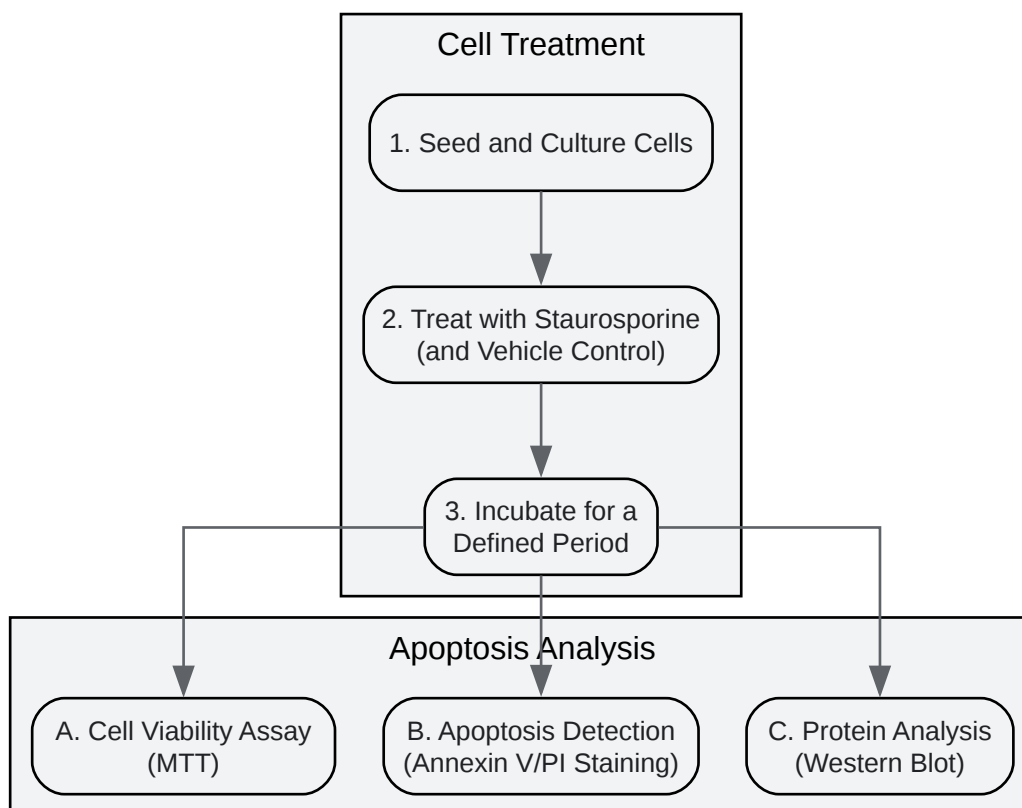 Cell Treatment
1. Seed and Culture Cells
2. Treat with Staurosporine
(and Vehicle Control)
3. Incubate for a
Defined Period
Apoptosis Analysis
A. Cell Viability Assay
(MTT)
B. Apoptosis Detection
(Annexin V/PI Staining)
C. Protein Analysis
(Western Blot)